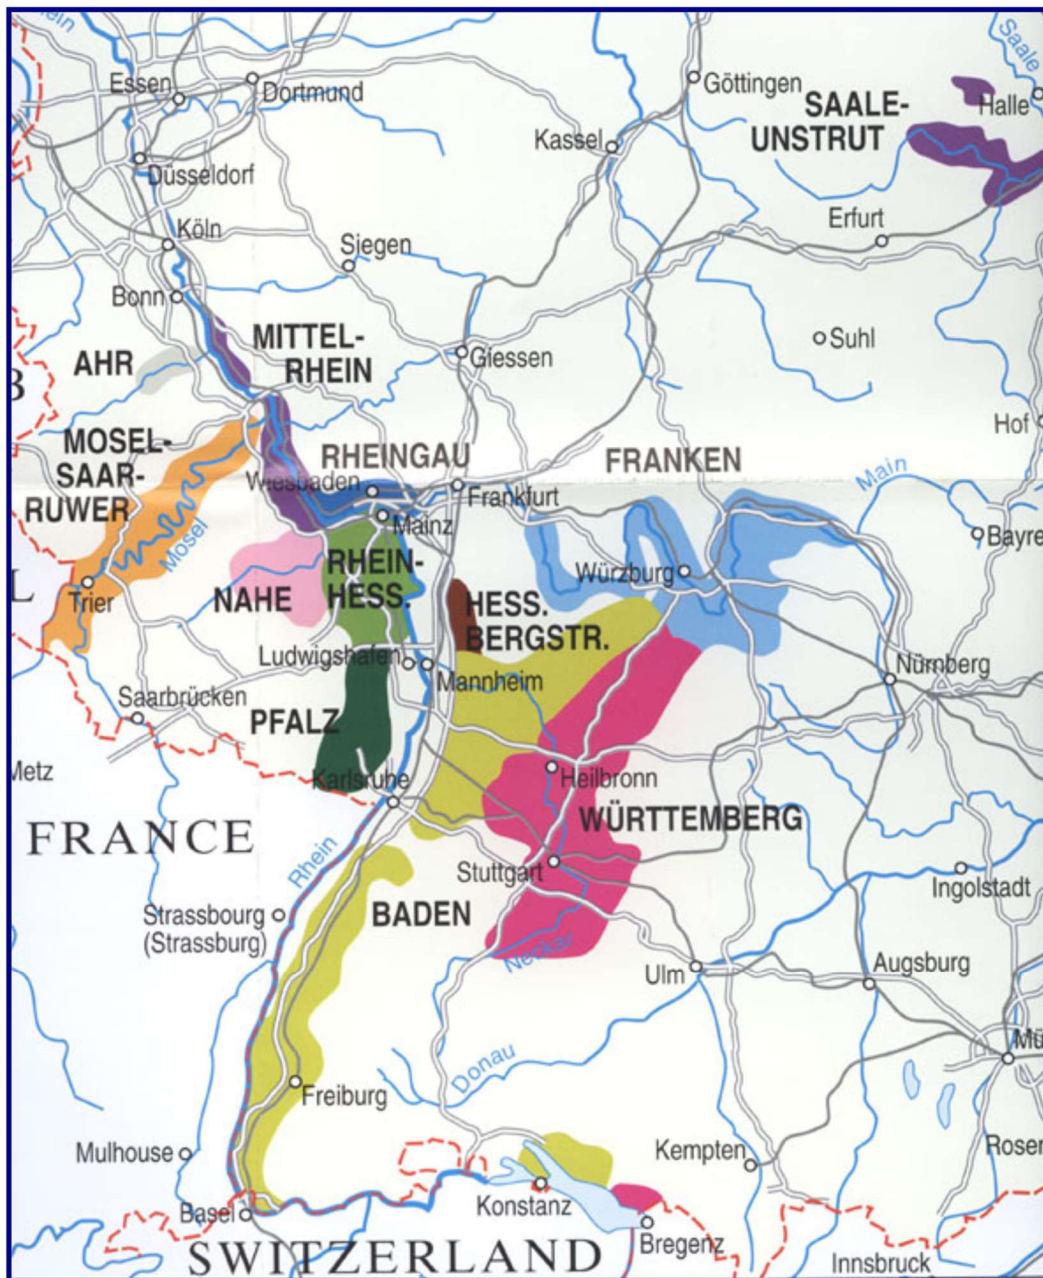 hein
Saale
Essen
Dortmund
Göttingen
SAALE-
UNSTRUT
Halle
Kassel
Düsseldorf
Köln
Siegen
Erfurt
Bonn
MITTEL-
RHEIN
Giessen
Suhl
AHR
B
Hof
MOSEL-
SAAR-
RUWER
RHEINGAU
FRANKEN
Wiesbaden
Frankfurt
Main
Mainz
Bayre
Mosel
RHEIN-
HESS.
Würzburg
L
Trier
NAHE
HESS.
BERGSTR.
Ludwigshafen
Mannheim
Nürnberg
Saarbrücken
PFALZ
Metz
Karlsruhe
Heilbronn
FRANCE
WÜRTTEMBERG
Rhein
Stuttgart
Ingolstadt
Strassbourg
(Strassburg)
BADEN
Neckar
Ulm
Augsburg
Donau
Mü
Freiburg
Mulhouse
Kempten
Rosen
Konstanz
Basel
Bregenz
SWITZERLAND
Innsbruck